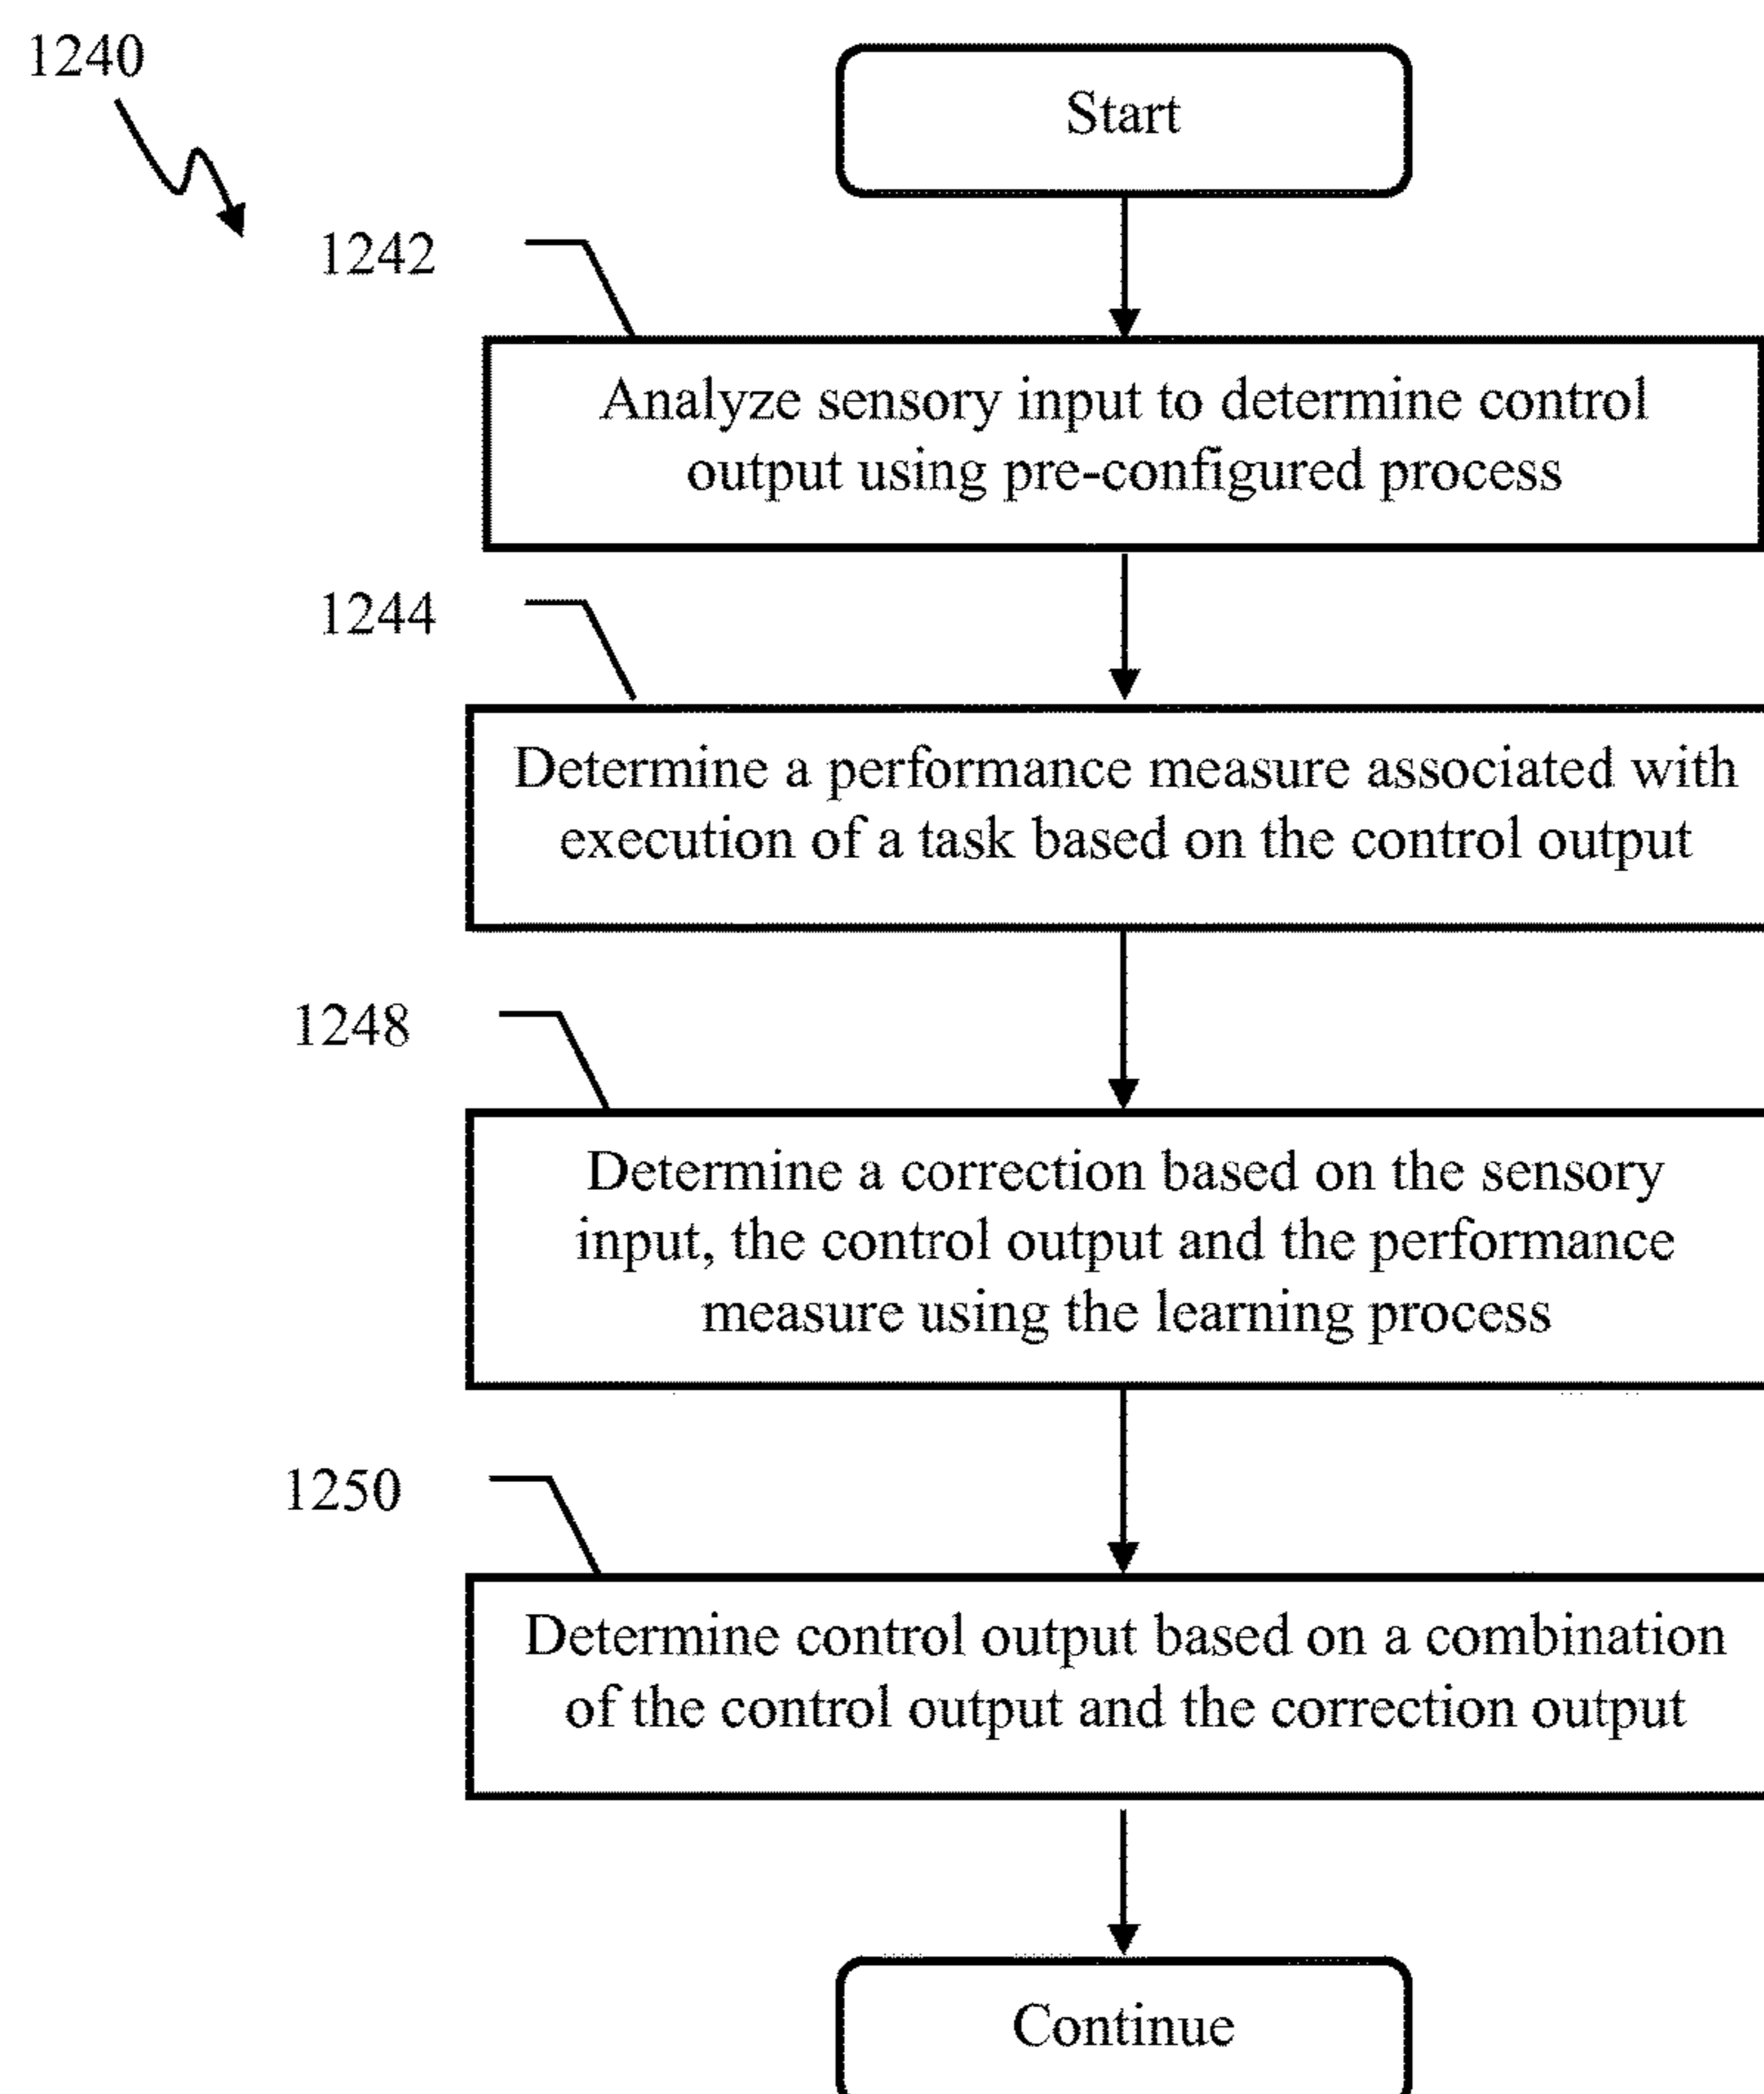 1240
Start
1242
Analyze sensory input to determine control
output using pre-configured process
1244
Determine a performance measure associated with
execution of a task based on the control output
1248
Determine a correction based on the sensory
input, the control output and the performance
measure using the learning process
1250
Determine control output based on a combination
of the control output and the correction output
Continue